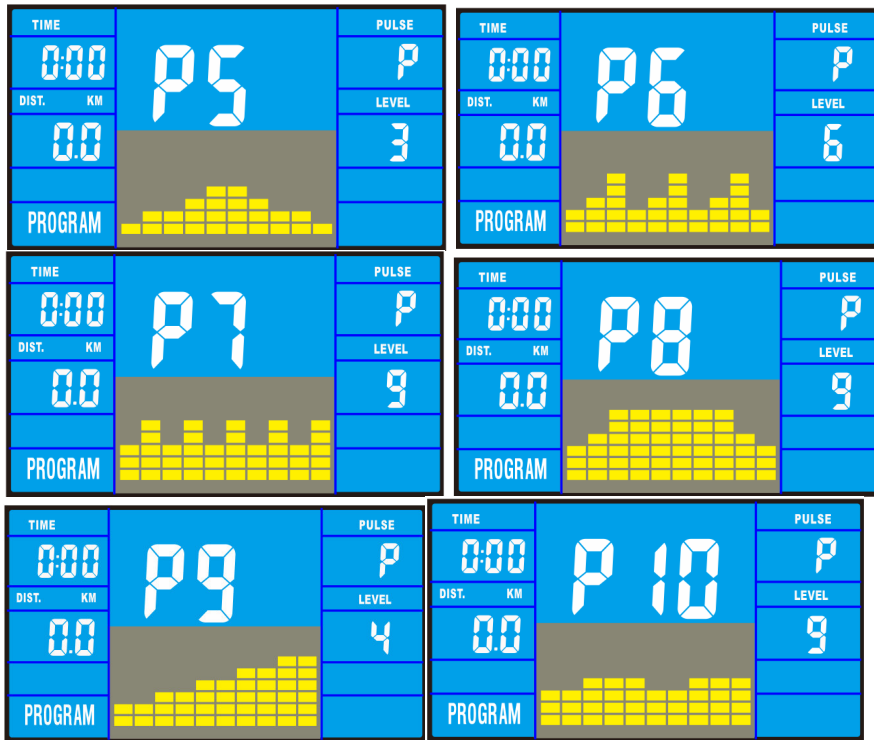 TIME PULSE
0:00 P5 P
DIST. KM LEVEL
0.0 3
PROGRAM
TIME PULSE
0:00 P6 P
DIST. KM LEVEL
0.0 6
PROGRAM
TIME PULSE
0:00 P7 P
DIST. KM LEVEL
0.0 9
PROGRAM
TIME PULSE
0:00 P8 P
DIST. KM LEVEL
0.0 9
PROGRAM
TIME PULSE
0:00 P9 P
DIST. KM LEVEL
0.0 4
PROGRAM
TIME PULSE
0:00 P10 P
DIST. KM LEVEL
0.0 9
PROGRAM